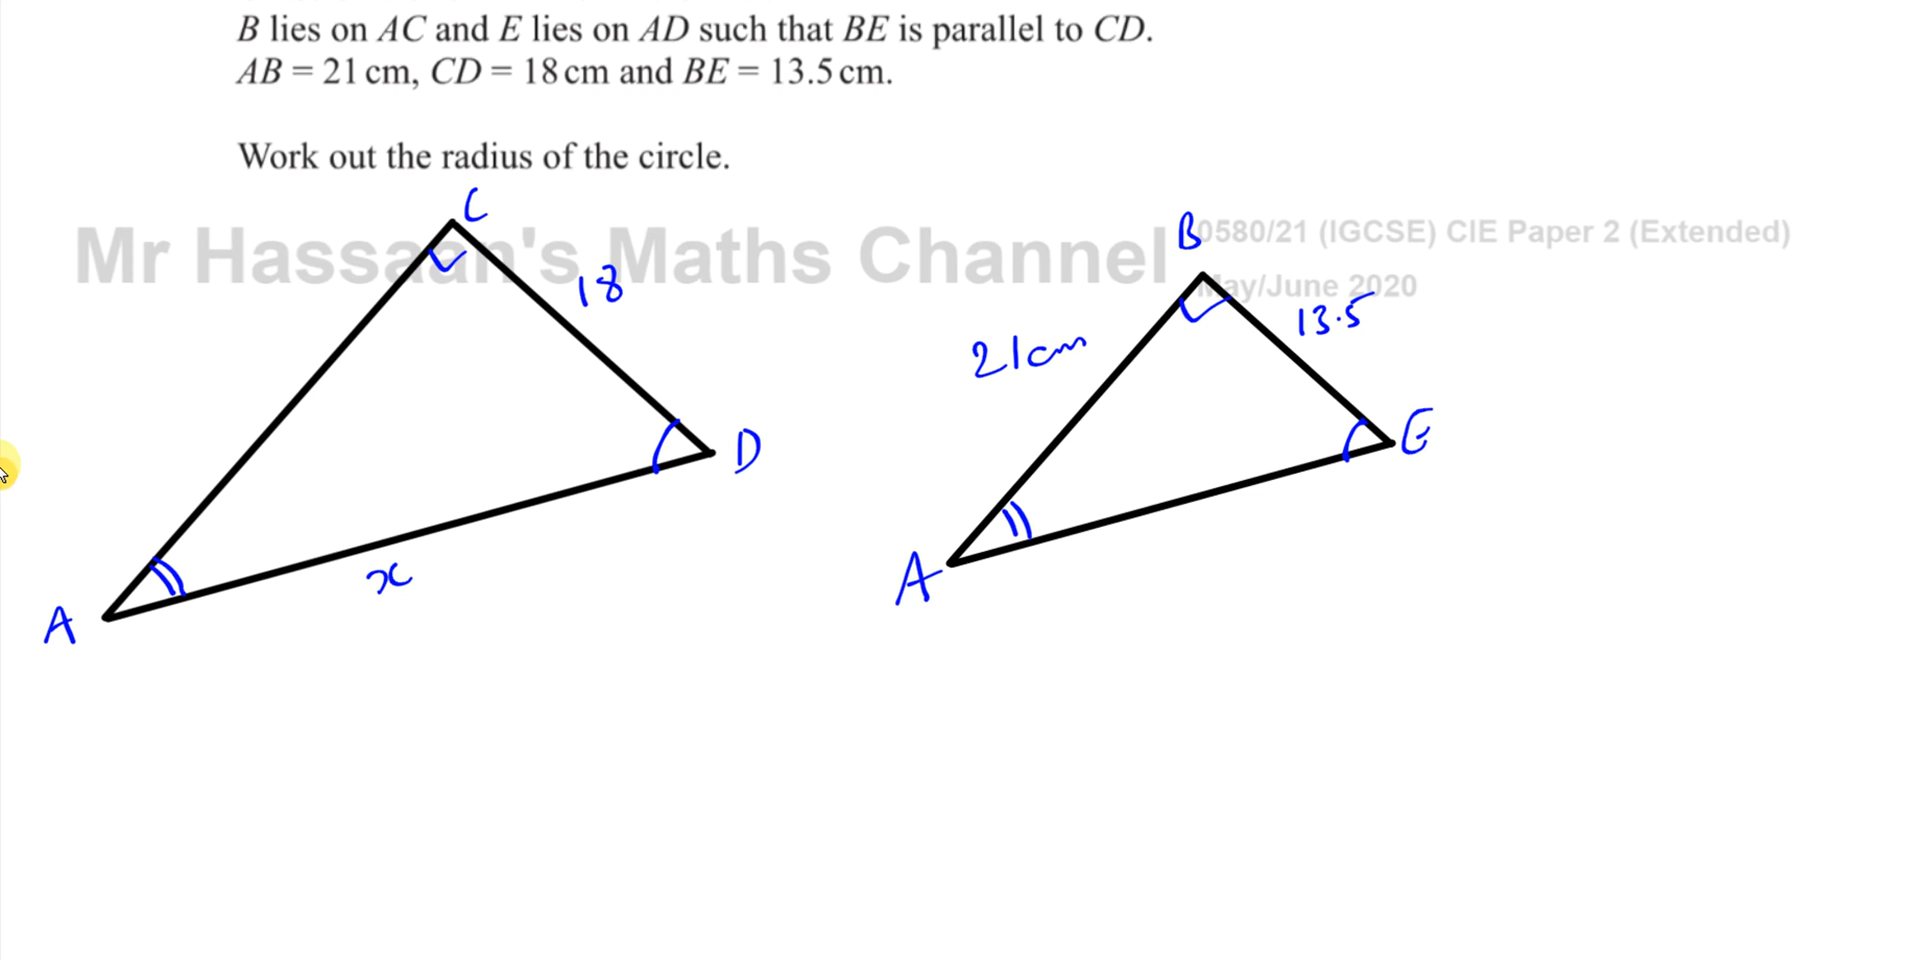 B lies on AC and E lies on AD such that BE is parallel to CD.
AB = 21 cm, CD = 18 cm and BE = 13.5 cm.
Work out the radius of the circle.
Mr Hassaan's Maths Channel
0580/21 (IGCSE) CIE Paper 2 (Extended)
May/June 2020
C
18
D
x
A
B
21cm
13.5
E
A